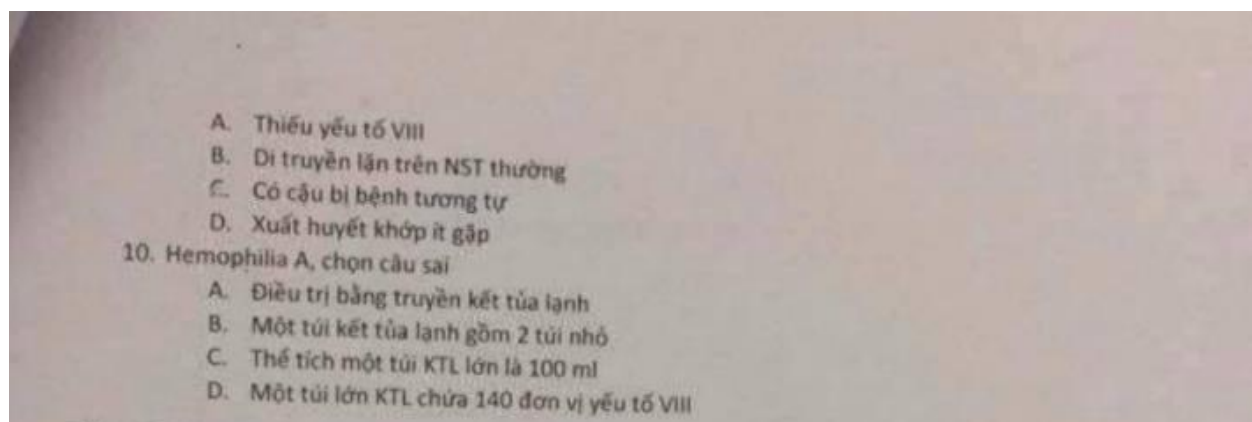 A. Thiếu yếu tố VIII
B. Di truyền lặn trên NST thường
C. Có cậu bị bệnh tương tự
D. Xuất huyết khớp ít gặp
10. Hemophilia A, chọn câu sai
A. Điều trị bằng truyền kết tủa lạnh
B. Một túi kết tủa lạnh gồm 2 túi nhỏ
C. Thể tích một túi KTL lớn là 100 ml
D. Một túi lớn KTL chứa 140 đơn vị yếu tố VIII